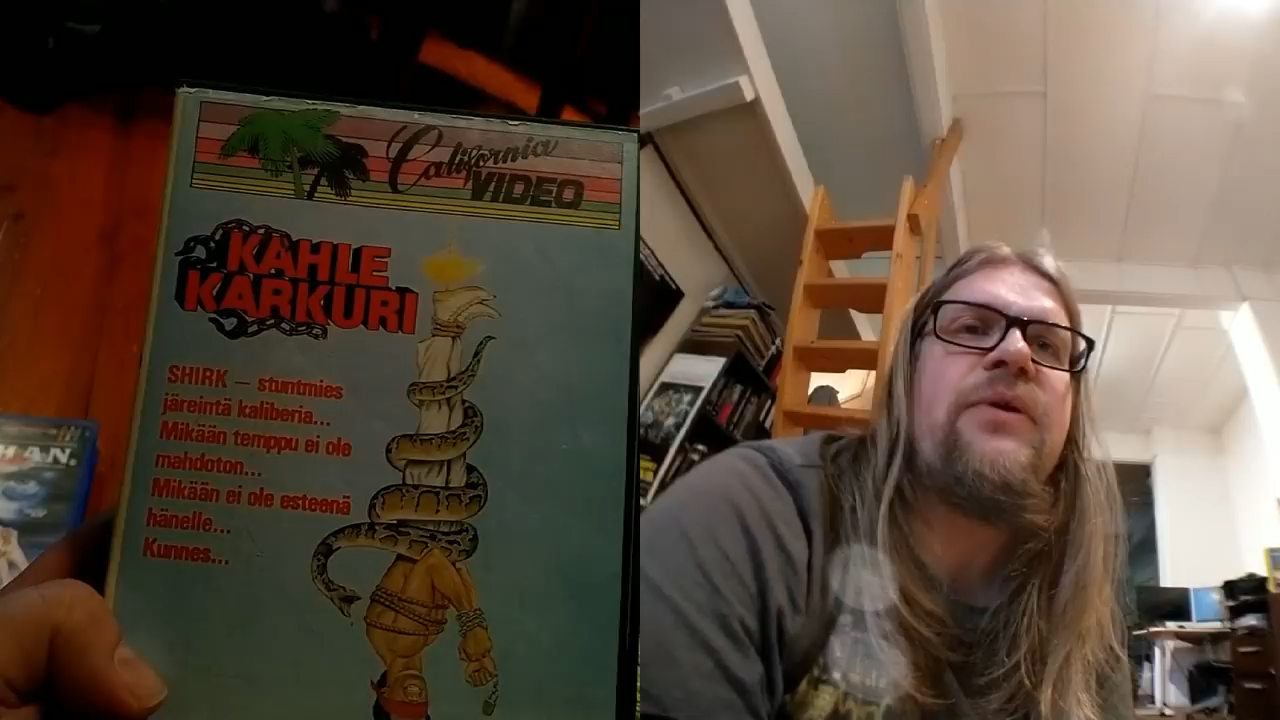 California
VIDEO
KAHLE
KARKURI
SHIRK – stuntmies
järeintä kaliberia...
Mikään temppu ei ole
mahdoton...
Mikään ei ole esteenä
hänelle...
Kunnes...
HAN.